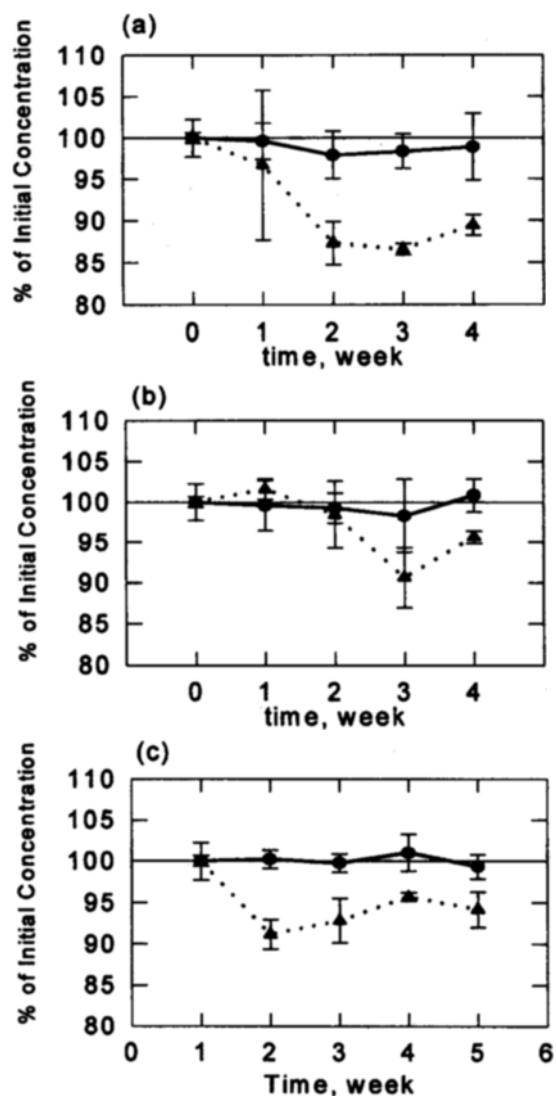 (a)
% of Initial Concentration
110
105
100
95
90
85
80
0 1 2 3 4
time, week
(b)
% of Initial Concentration
110
105
100
95
90
85
80
0 1 2 3 4
time, week
(c)
% of Initial Concentration
110
105
100
95
90
85
80
0 1 2 3 4 5 6
Time, week